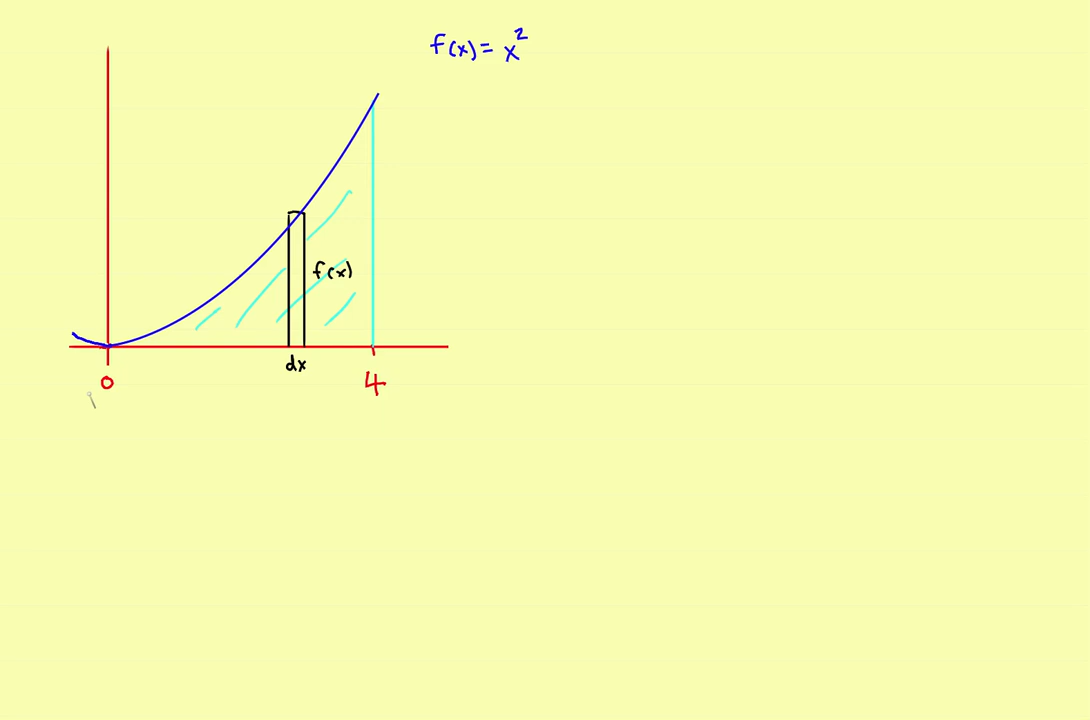 f(x) = x²
f(x)
dx
0
4